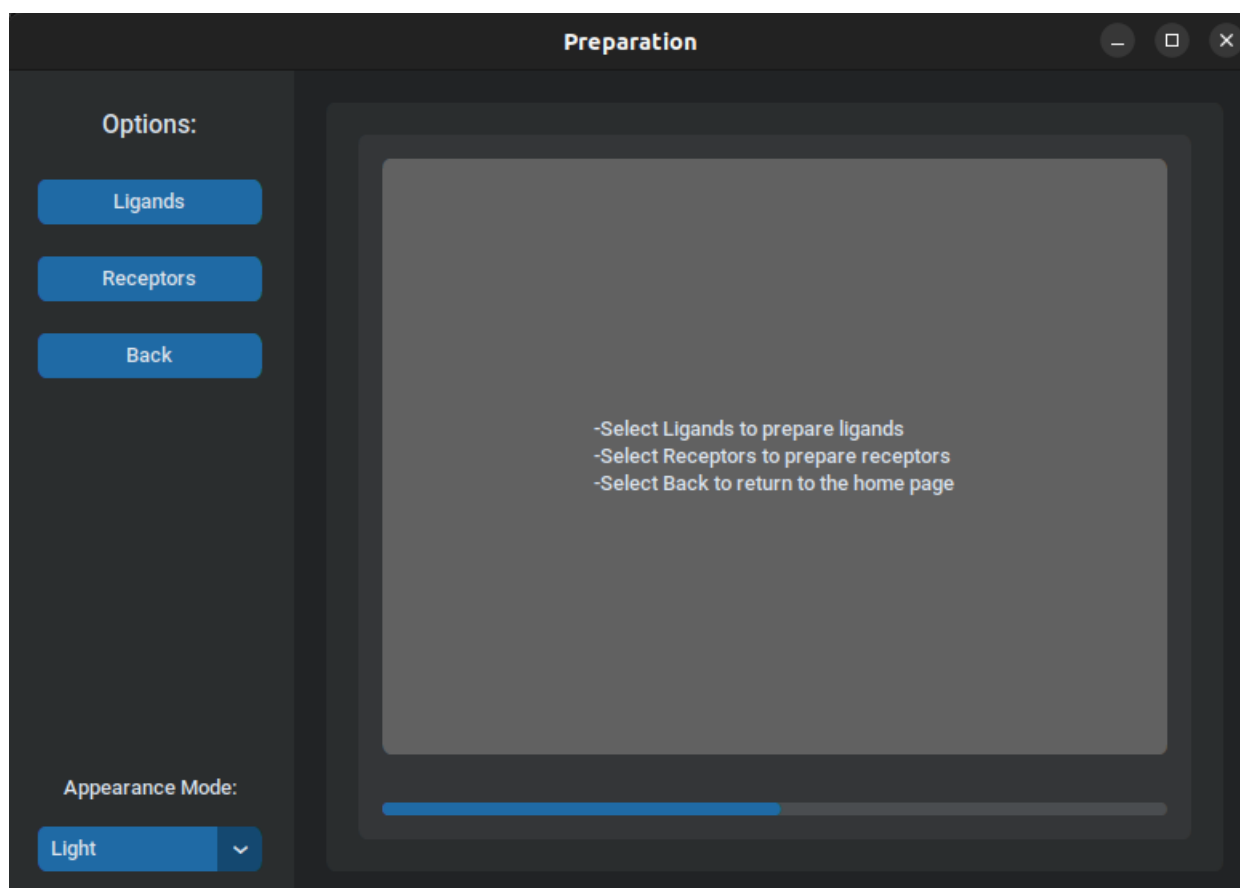 Preparation
Options:
Ligands
Receptors
Back
-Select Ligands to prepare ligands
-Select Receptors to prepare receptors
-Select Back to return to the home page
Appearance Mode:
Light